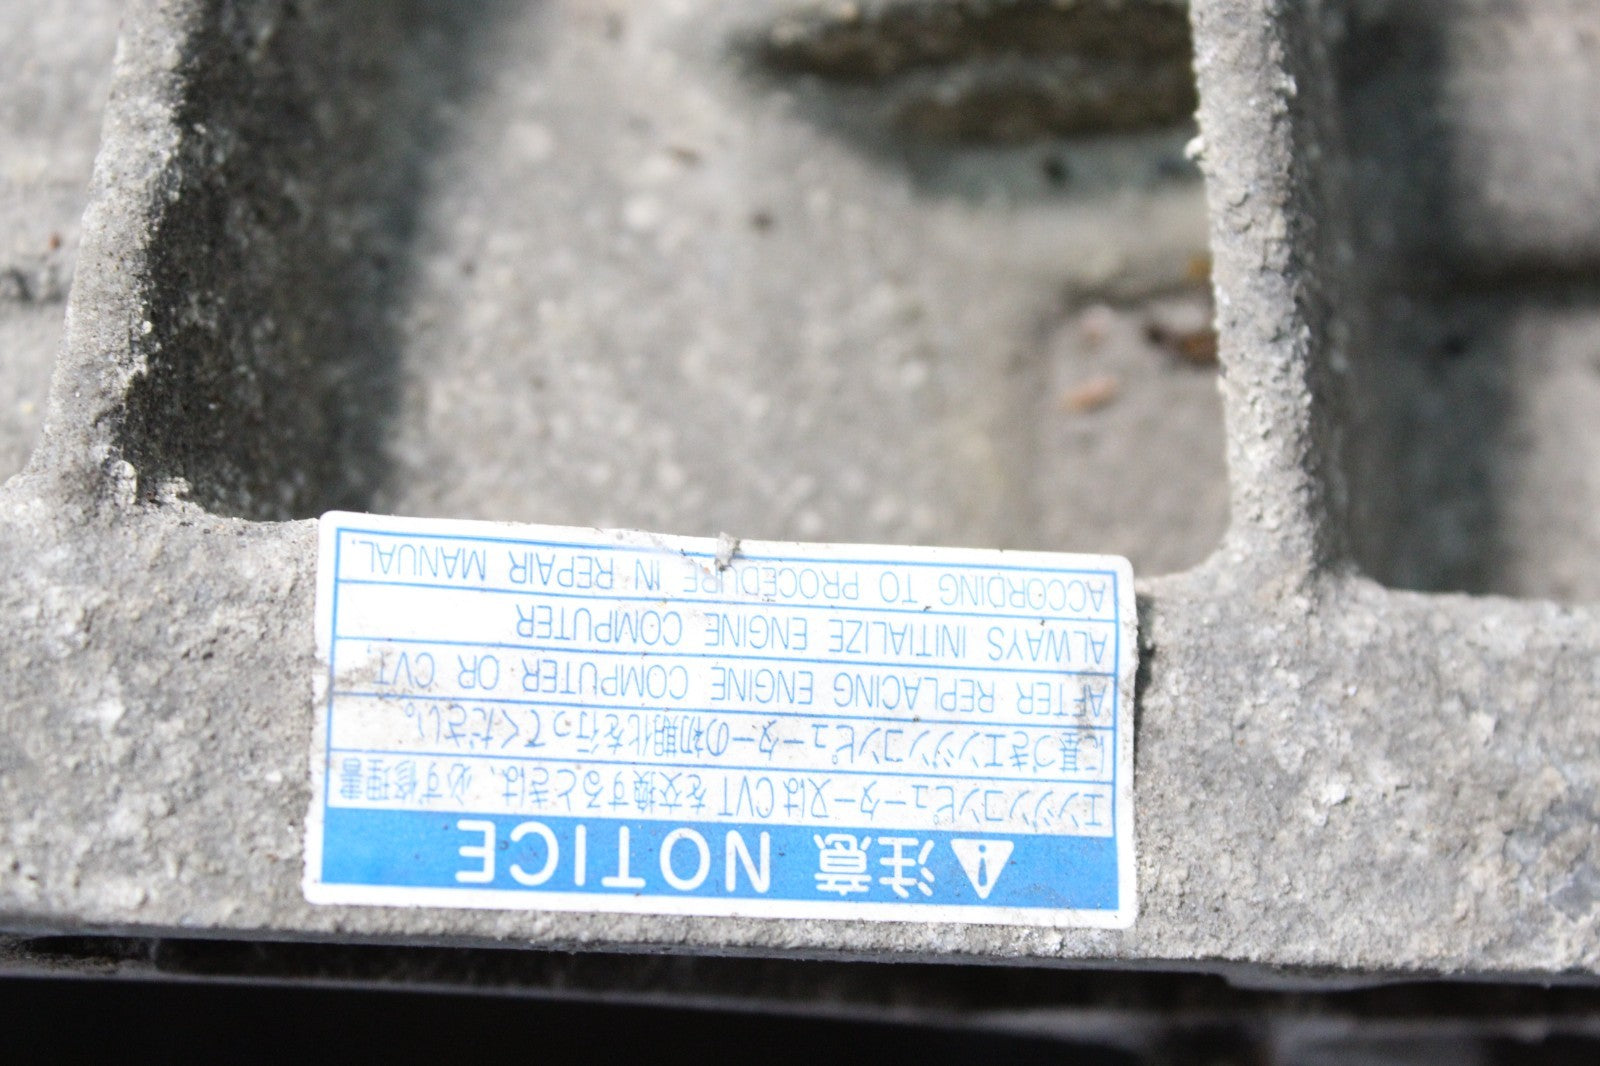 注意 NOTICE
エンジンコンピューター又はCVTを交換するときは、必ず修理書
に基づきエンジンコンピューターの初期化を行ってください。
AFTER REPLACING ENGINE COMPUTER OR CVT,
ALWAYS INITIALIZE ENGINE COMPUTER
ACCORDING TO PROCEDURE IN REPAIR MANUAL.